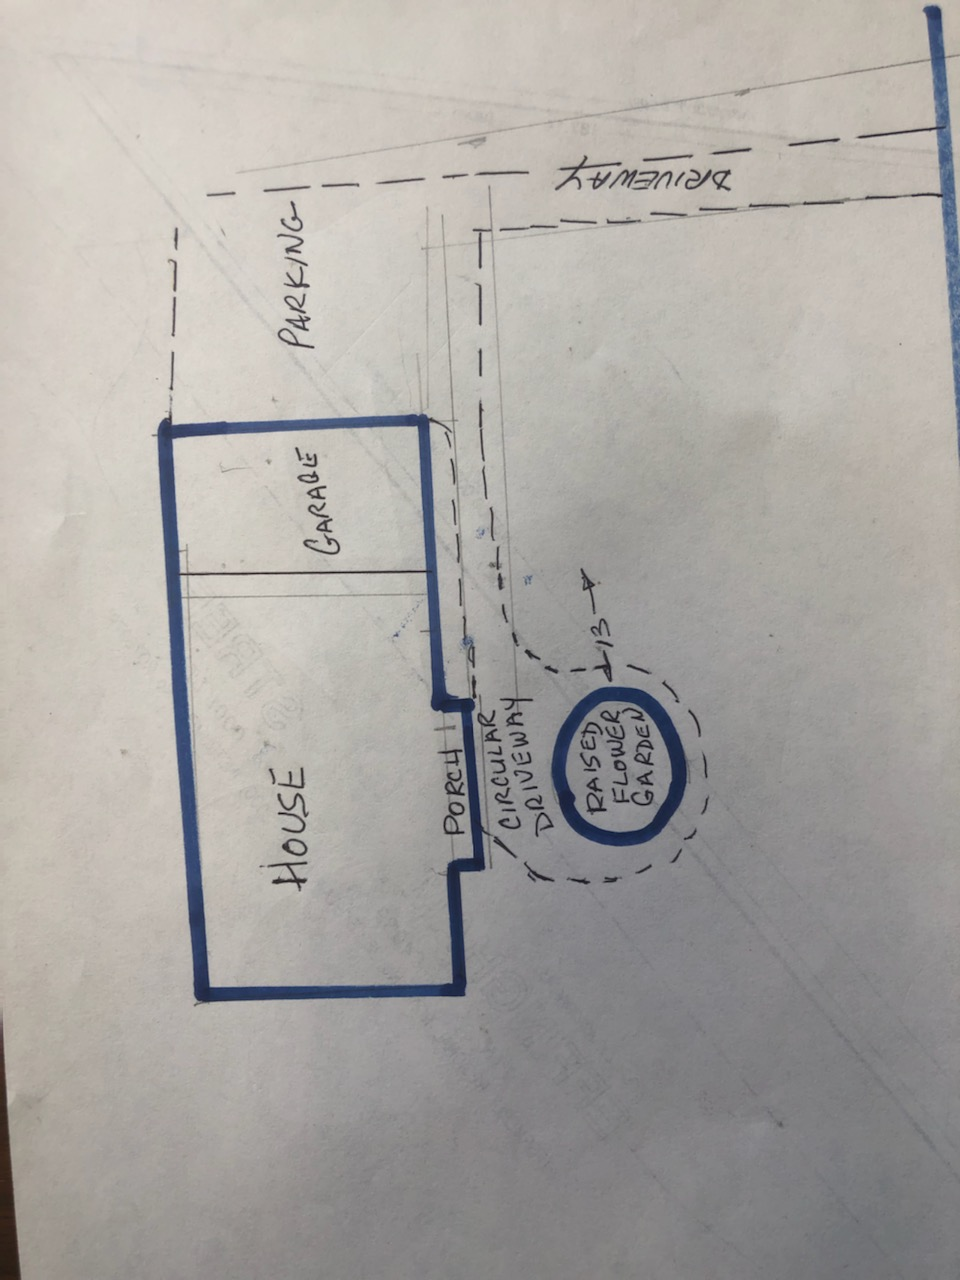 DRIVEWAY
PARKING
GARAGE
HOUSE
PORCH
CIRCULAR
DRIVEWAY
13
RAISED
FLOWER
GARDEN